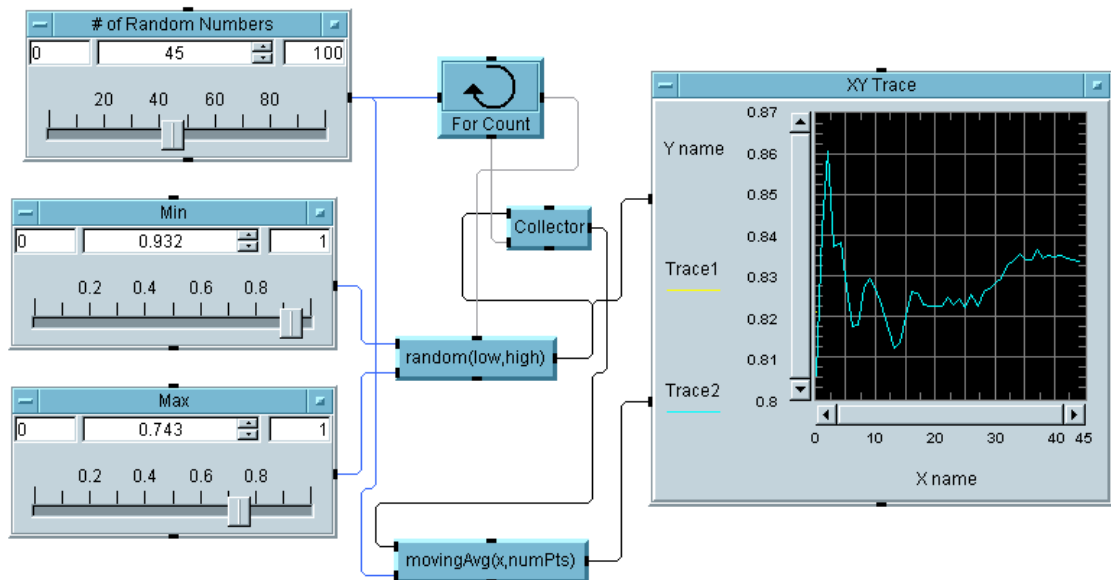 # of Random Numbers
0 45 100
20 40 60 80
For Count
Min
0 0.932 1
0.2 0.4 0.6 0.8
Collector
random(low,high)
Max
0 0.743 1
0.2 0.4 0.6 0.8
movingAvg(x,numPts)
XY Trace
Y name
Trace1
Trace2
0.87
0.86
0.85
0.84
0.83
0.82
0.81
0.8
0 10 20 30 40 45
X name